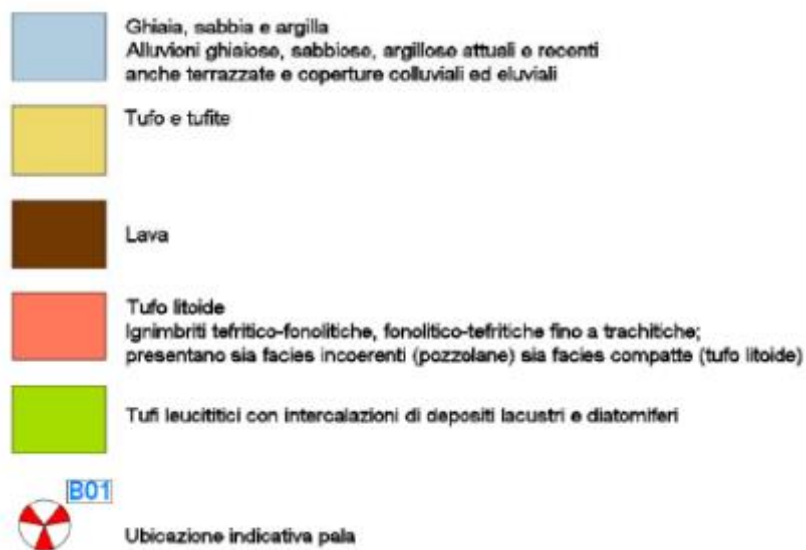 Ghiaia, sabbia e argilla
Alluvioni ghiaiose, sabbiose, argillose attuali e recenti
anche terrazzate e coperture colluviali ed eluviali
Tufo e tufite
Lava
Tufo litoide
Ignimbriti tefritico-fonolitiche, fonolitico-tefritiche fino a trachitiche;
presentano sia facies incoerenti (pozzolane) sia facies compatte (tufo litoide)
Tufi leucititici con intercalazioni di depositi lacustri e diatomiferi
B01
Ubicazione indicativa pala